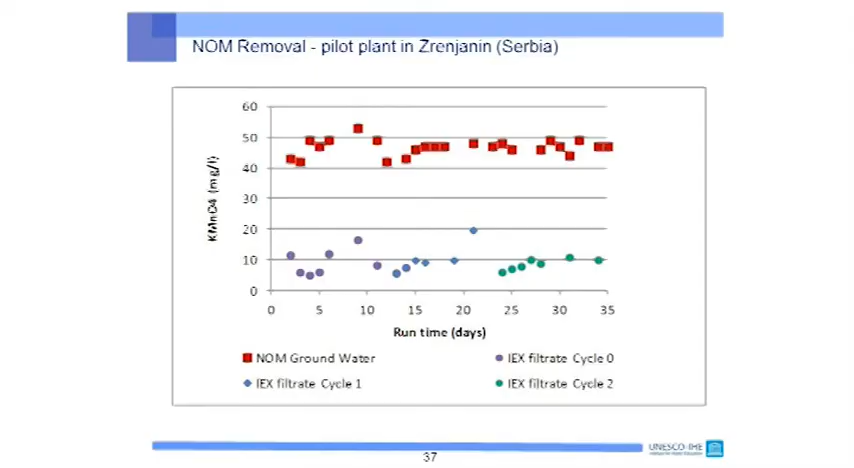 NOM Removal - pilot plant in Zrenjanin (Serbia)
60
50
40
30
20
10
0
KMnO4 (mg/l)
0 5 10 15 20 25 30 35
Run time (days)
NOM Ground Water
IEX filtrate Cycle 0
IEX filtrate Cycle 1
IEX filtrate Cycle 2
UNESCO-IHE
37